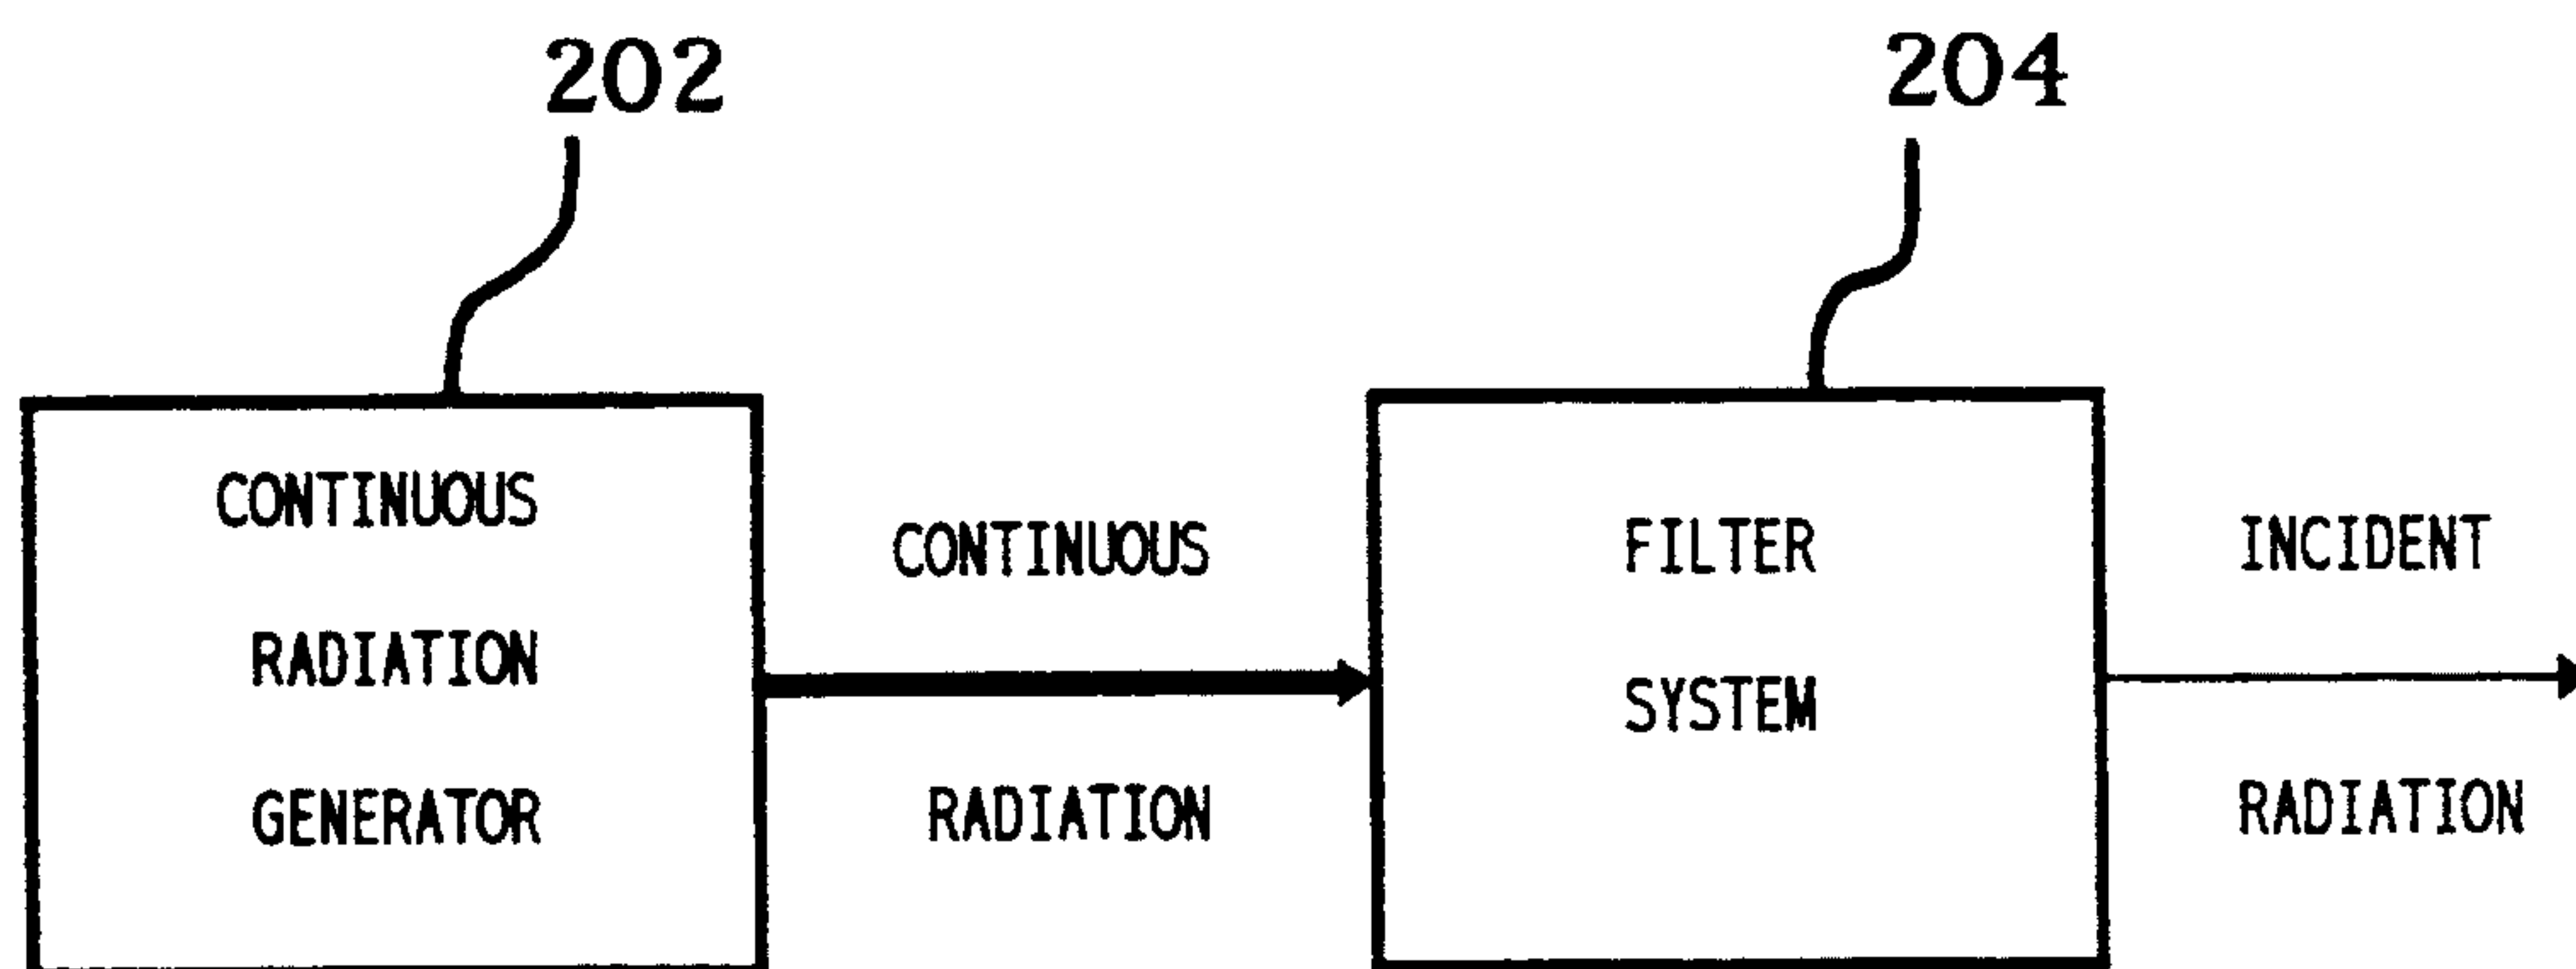 202
204
CONTINUOUS
RADIATION
GENERATOR
CONTINUOUS
RADIATION
FILTER
SYSTEM
INCIDENT
RADIATION